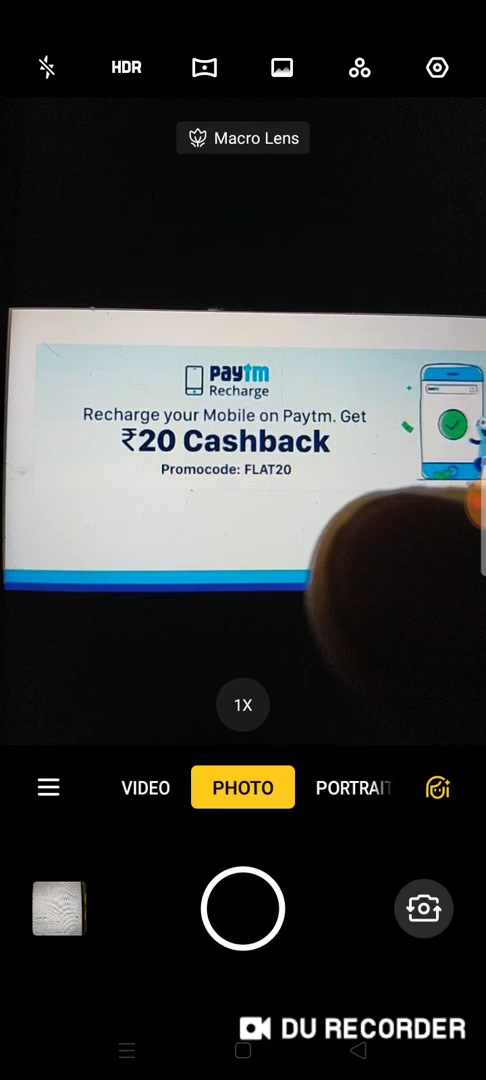 HDR
Macro Lens
paytm
Recharge
Recharge your Mobile on Paytm. Get
₹20 Cashback
Promocode: FLAT20
1X
VIDEO
PHOTO
PORTRAIT
DU RECORDER